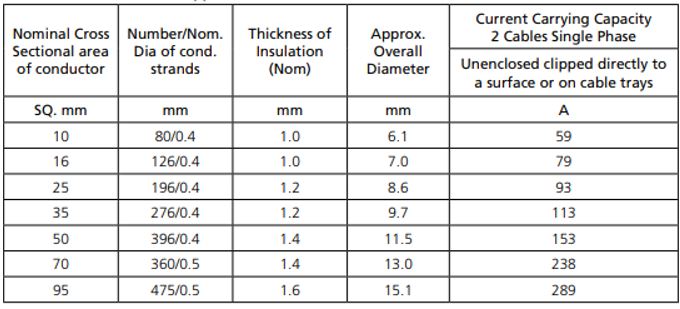 Nominal Cross Sectional area of conductor | Number/Nom. Dia of cond. strands | Thickness of Insulation (Nom) | Approx. Overall Diameter | Current Carrying Capacity 2 Cables Single Phase
Unenclosed clipped directly to a surface or on cable trays
SQ. mm | mm | mm | mm | A
10 | 80/0.4 | 1.0 | 6.1 | 59
16 | 126/0.4 | 1.0 | 7.0 | 79
25 | 196/0.4 | 1.2 | 8.6 | 93
35 | 276/0.4 | 1.2 | 9.7 | 113
50 | 396/0.4 | 1.4 | 11.5 | 153
70 | 360/0.5 | 1.4 | 13.0 | 238
95 | 475/0.5 | 1.6 | 15.1 | 289